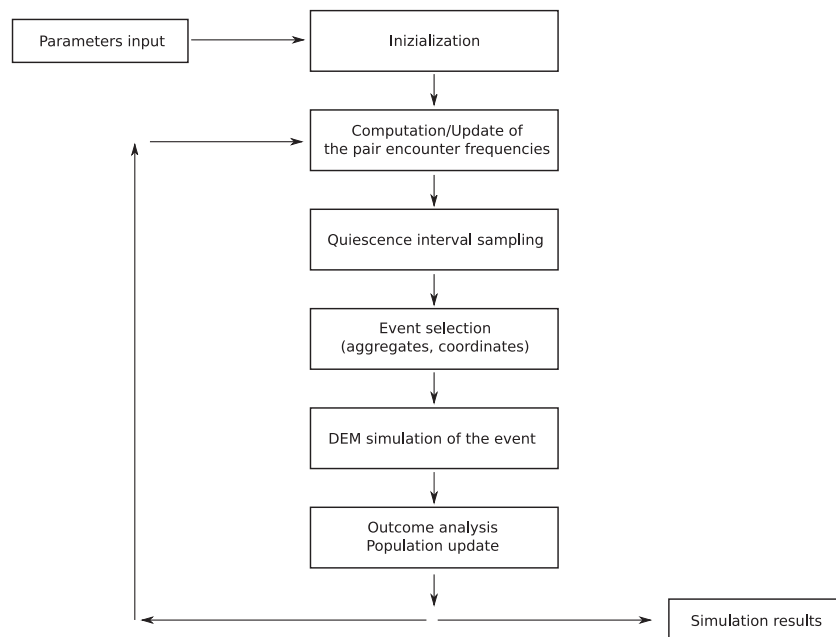 Parameters input
Inizialization
Computation/Update of
the pair encounter frequencies
Quiescence interval sampling
Event selection
(aggregates, coordinates)
DEM simulation of the event
Outcome analysis
Population update
Simulation results